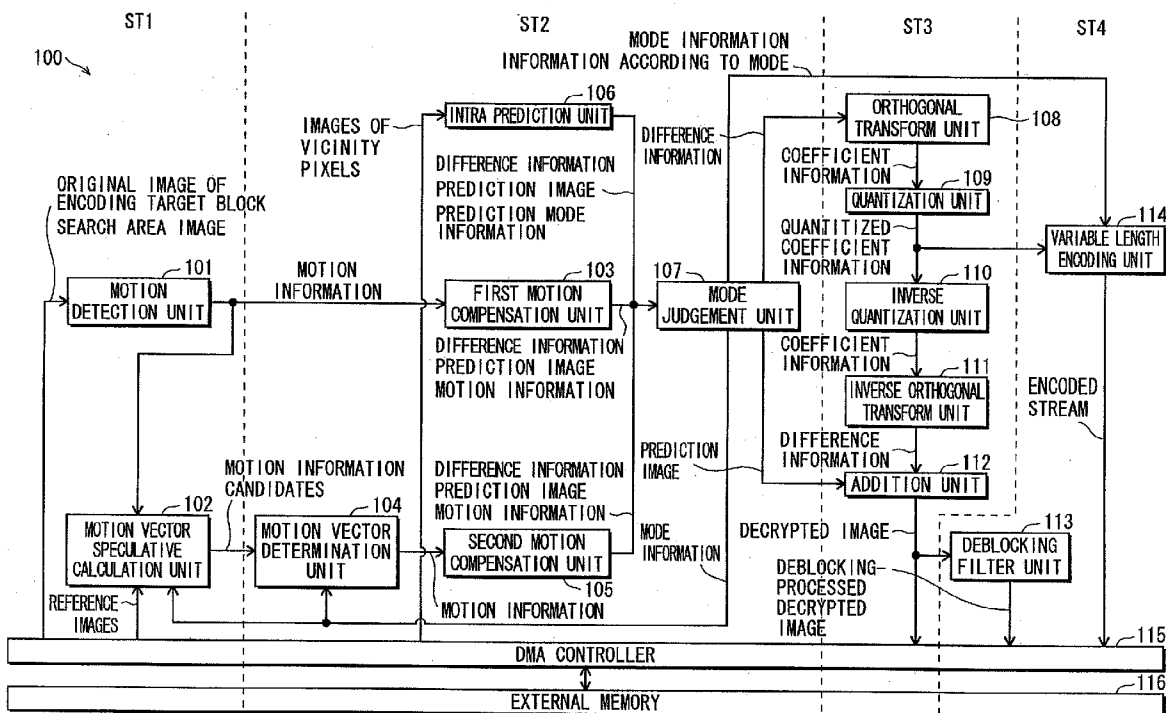 ST1
ST2
ST3
ST4
100
MODE INFORMATION
INFORMATION ACCORDING TO MODE
106
INTRA PREDICTION UNIT
IMAGES OF
VICINITY
PIXELS
DIFFERENCE INFORMATION
PREDICTION IMAGE
PREDICTION MODE
INFORMATION
DIFFERENCE
INFORMATION
ORTHOGONAL
TRANSFORM UNIT
108
COEFFICIENT
INFORMATION
109
QUANTIZATION UNIT
QUANTITIZED
COEFFICIENT
INFORMATION
114
VARIABLE LENGTH
ENCODING UNIT
ORIGINAL IMAGE OF
ENCODING TARGET BLOCK
SEARCH AREA IMAGE
101
MOTION
DETECTION UNIT
MOTION
INFORMATION
103
FIRST MOTION
COMPENSATION UNIT
107
MODE
JUDGEMENT UNIT
110
INVERSE
QUANTIZATION UNIT
DIFFERENCE INFORMATION
PREDICTION IMAGE
MOTION INFORMATION
COEFFICIENT
INFORMATION
111
INVERSE ORTHOGONAL
TRANSFORM UNIT
ENCODED
STREAM
DIFFERENCE
INFORMATION
PREDICTION
IMAGE
112
ADDITION UNIT
MOTION INFORMATION
CANDIDATES
DIFFERENCE INFORMATION
PREDICTION IMAGE
MOTION INFORMATION
102
MOTION VECTOR
SPECULATIVE
CALCULATION UNIT
104
MOTION VECTOR
DETERMINATION
UNIT
SECOND MOTION
COMPENSATION UNIT
105
MODE
INFORMATION
DECRYPTED IMAGE
113
DEBLOCKING
FILTER UNIT
REFERENCE
IMAGES
MOTION INFORMATION
DEBLOCKING
PROCESSED
DECRYPTED
IMAGE
115
DMA CONTROLLER
116
EXTERNAL MEMORY